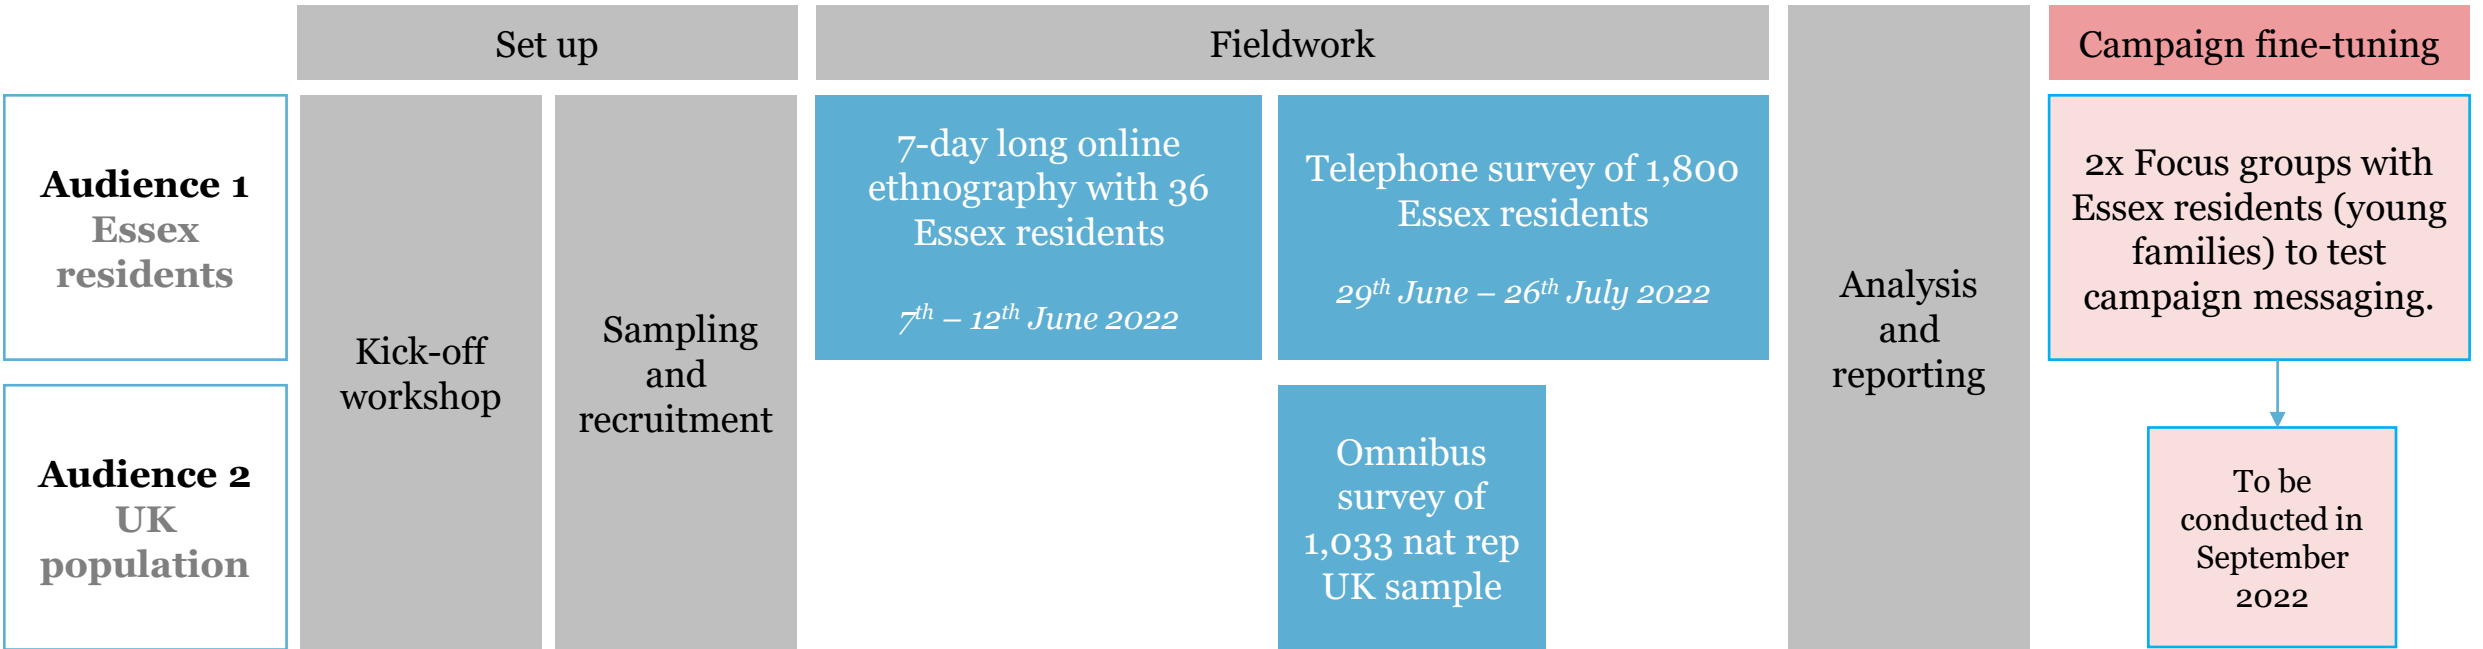 Set up
Fieldwork
Campaign fine-tuning
Audience 1
Essex
residents
Audience 2
UK
population
Kick-off
workshop
Sampling
and
recruitment
7-day long online
ethnography with 36
Essex residents
7th – 12th June 2022
Telephone survey of 1,800
Essex residents
29th June – 26th July 2022
Omnibus
survey of
1,033 nat rep
UK sample
Analysis
and
reporting
2x Focus groups with
Essex residents (young
families) to test
campaign messaging.
To be
conducted in
September
2022